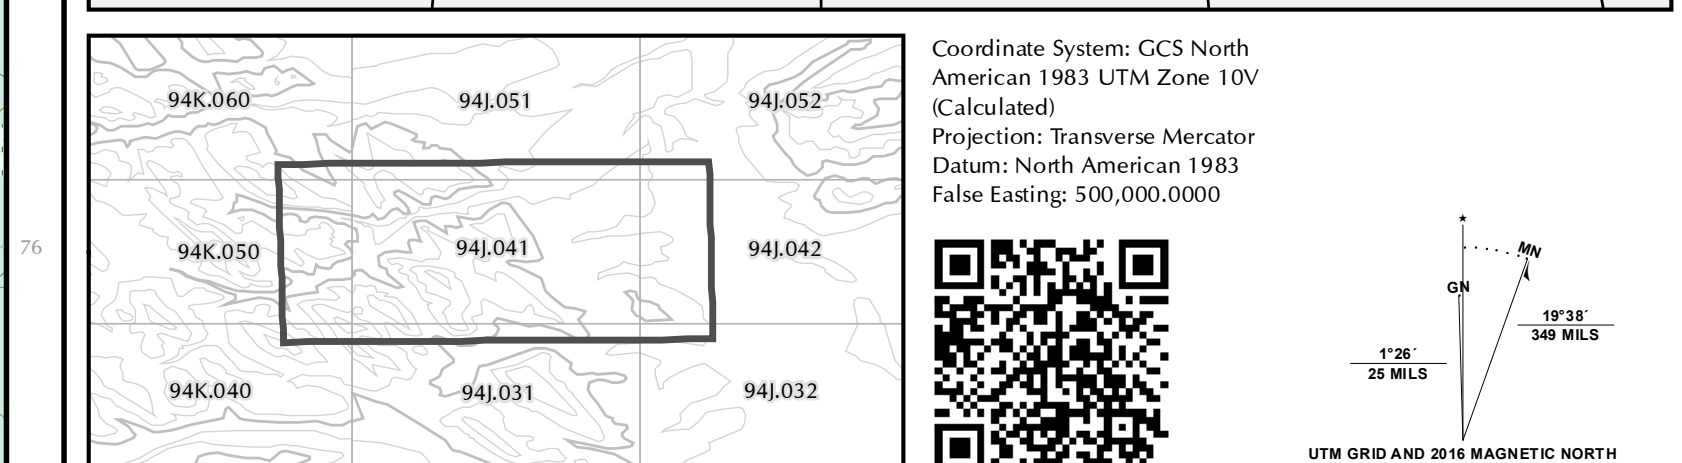 76
94K.060 94J.051 94J.052
94K.050 94J.041 94J.042
94K.040 94J.031 94J.032
Coordinate System: GCS North
American 1983 UTM Zone 10V
(Calculated)
Projection: Transverse Mercator
Datum: North American 1983
False Easting: 500,000.0000
MN
GN
19°38´
349 MILS
1°26´
25 MILS
UTM GRID AND 2016 MAGNETIC NORTH